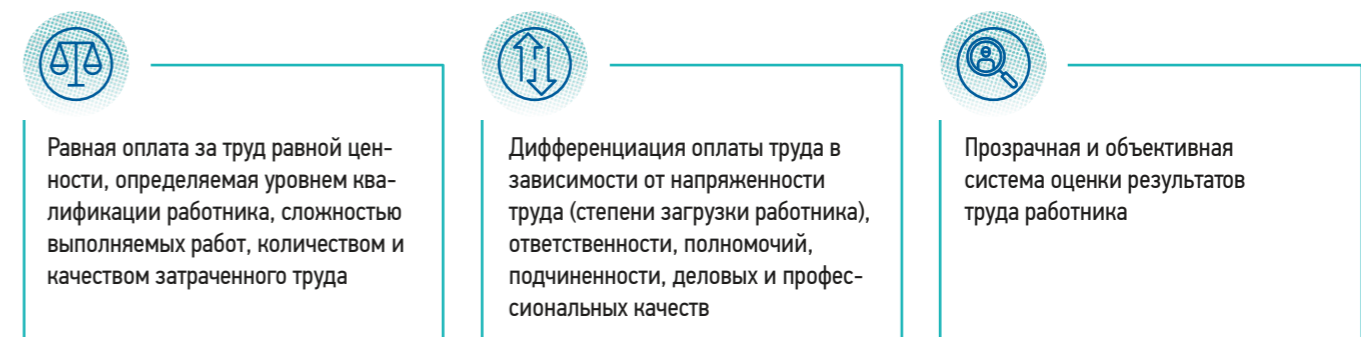 Равная оплата за труд равной цен-
ности, определяемая уровнем ква-
лификации работника, сложностью
выполняемых работ, количеством и
качеством затраченного труда
Дифференциация оплаты труда в
зависимости от напряженности
труда (степени загрузки работника),
ответственности, полномочий,
подчиненности, деловых и профес-
сиональных качеств
Прозрачная и объективная
система оценки результатов
труда работника